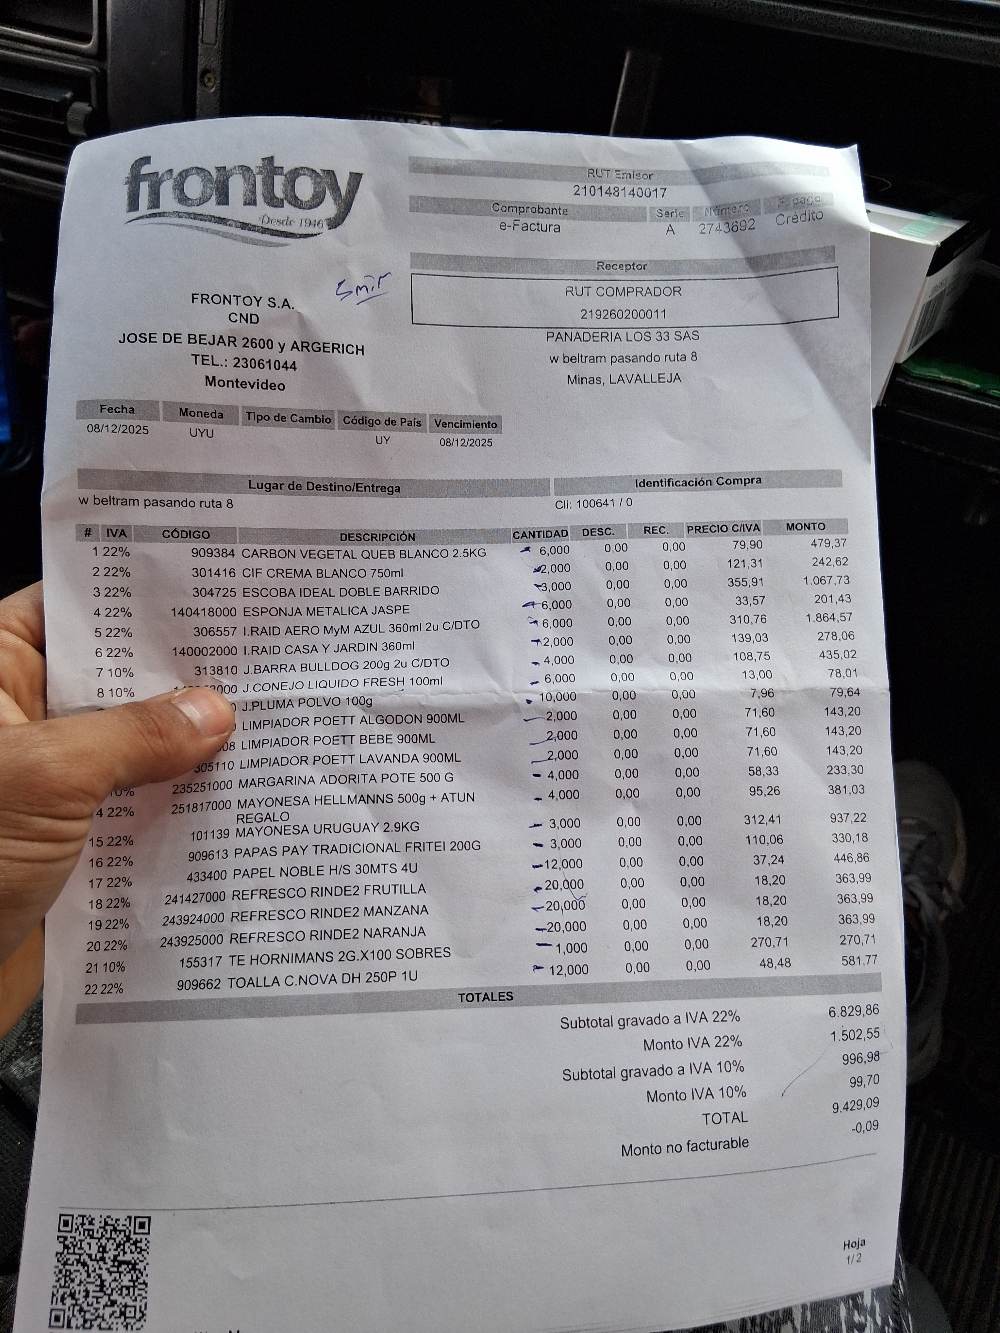 frontoy
Desde 1946
RUT Emisor
210148140017
Comprobante Serie Número F. pago
e-Factura A 2743692 Crédito
Receptor
RUT COMPRADOR
219260200011
PANADERIA LOS 33 SAS
w beltram pasando ruta 8
Minas, LAVALLEJA
FRONTOY S.A.
CND
JOSE DE BEJAR 2600 y ARGERICH
TEL.: 23061044
Montevideo
Fecha Moneda Tipo de Cambio Código de País Vencimiento
08/12/2025 UYU UY 08/12/2025
Lugar de Destino/Entrega Identificación Compra
w beltram pasando ruta 8 Cli: 100641 / 0
# IVA CÓDIGO DESCRIPCIÓN CANTIDAD DESC. REC. PRECIO C/IVA MONTO
1 22% 909384 CARBON VEGETAL QUEB BLANCO 2.5KG 6,000 0,00 0,00 79,90 479,37
2 22% 301416 CIF CREMA BLANCO 750ml 2,000 0,00 0,00 121,31 242,62
3 22% 304725 ESCOBA IDEAL DOBLE BARRIDO 3,000 0,00 0,00 355,91 1.067,73
4 22% 140418000 ESPONJA METALICA JASPE 6,000 0,00 0,00 33,57 201,43
5 22% 306557 I.RAID AERO MyM AZUL 360ml 2u C/DTO 6,000 0,00 0,00 310,76 1.864,57
6 22% 140002000 I.RAID CASA Y JARDIN 360ml 2,000 0,00 0,00 139,03 278,06
7 10% 313810 J.BARRA BULLDOG 200g 2u C/DTO 4,000 0,00 0,00 108,75 435,02
8 10% J.CONEJO LIQUIDO FRESH 100ml 6,000 0,00 0,00 13,00 78,01
J.PLUMA POLVO 100g 10,000 0,00 0,00 7,96 79,64
LIMPIADOR POETT ALGODON 900ML 2,000 0,00 0,00 71,60 143,20
LIMPIADOR POETT BEBE 900ML 2,000 0,00 0,00 71,60 143,20
305110 LIMPIADOR POETT LAVANDA 900ML 2,000 0,00 0,00 71,60 143,20
10% 235251000 MARGARINA ADORITA POTE 500 G 4,000 0,00 0,00 58,33 233,30
4 22% 251817000 MAYONESA HELLMANNS 500g + ATUN 4,000 0,00 0,00 95,26 381,03
REGALO
15 22% 101139 MAYONESA URUGUAY 2.9KG 3,000 0,00 0,00 312,41 937,22
16 22% 909613 PAPAS PAY TRADICIONAL FRITEI 200G 3,000 0,00 0,00 110,06 330,18
17 22% 433400 PAPEL NOBLE H/S 30MTS 4U 12,000 0,00 0,00 37,24 446,86
18 22% 241427000 REFRESCO RINDE2 FRUTILLA 20,000 0,00 0,00 18,20 363,99
19 22% 243924000 REFRESCO RINDE2 MANZANA 20,000 0,00 0,00 18,20 363,99
20 22% 243925000 REFRESCO RINDE2 NARANJA 20,000 0,00 0,00 18,20 363,99
21 10% 155317 TE HORNIMANS 2G.X100 SOBRES 1,000 0,00 0,00 270,71 270,71
22 22% 909662 TOALLA C.NOVA DH 250P 1U 12,000 0,00 0,00 48,48 581,77
TOTALES
Subtotal gravado a IVA 22% 6.829,86
Monto IVA 22% 1.502,55
Subtotal gravado a IVA 10% 996,98
Monto IVA 10% 99,70
TOTAL 9.429,09
Monto no facturable -0,09
Hoja
1/2